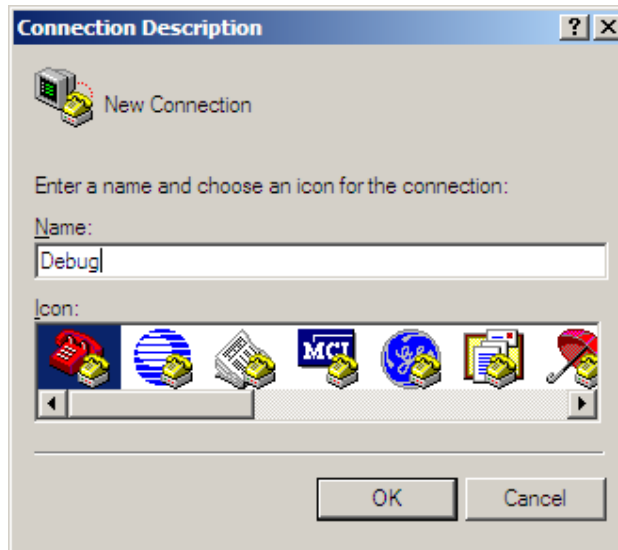 Connection Description
New Connection
Enter a name and choose an icon for the connection:
Name:
Debug
Icon:
MCI
OK Cancel